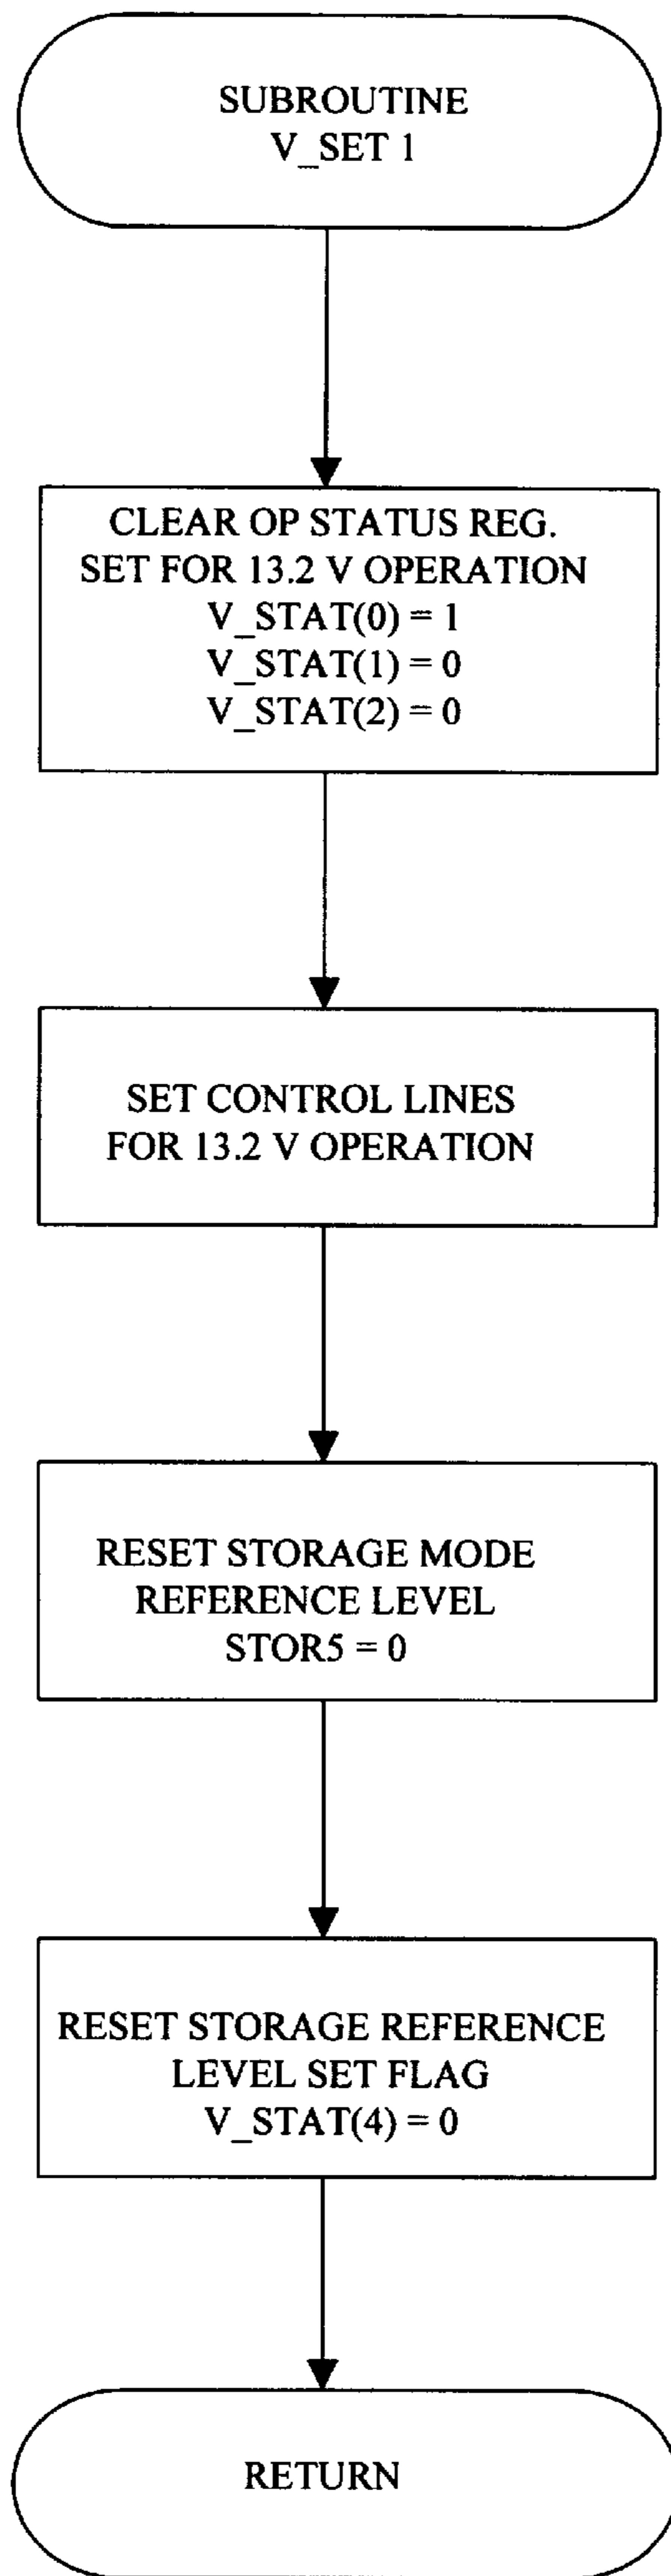 SUBROUTINE
V_SET 1
CLEAR OP STATUS REG.
SET FOR 13.2 V OPERATION
V_STAT(0) = 1
V_STAT(1) = 0
V_STAT(2) = 0
SET CONTROL LINES
FOR 13.2 V OPERATION
RESET STORAGE MODE
REFERENCE LEVEL
STOR5 = 0
RESET STORAGE REFERENCE
LEVEL SET FLAG
V_STAT(4) = 0
RETURN